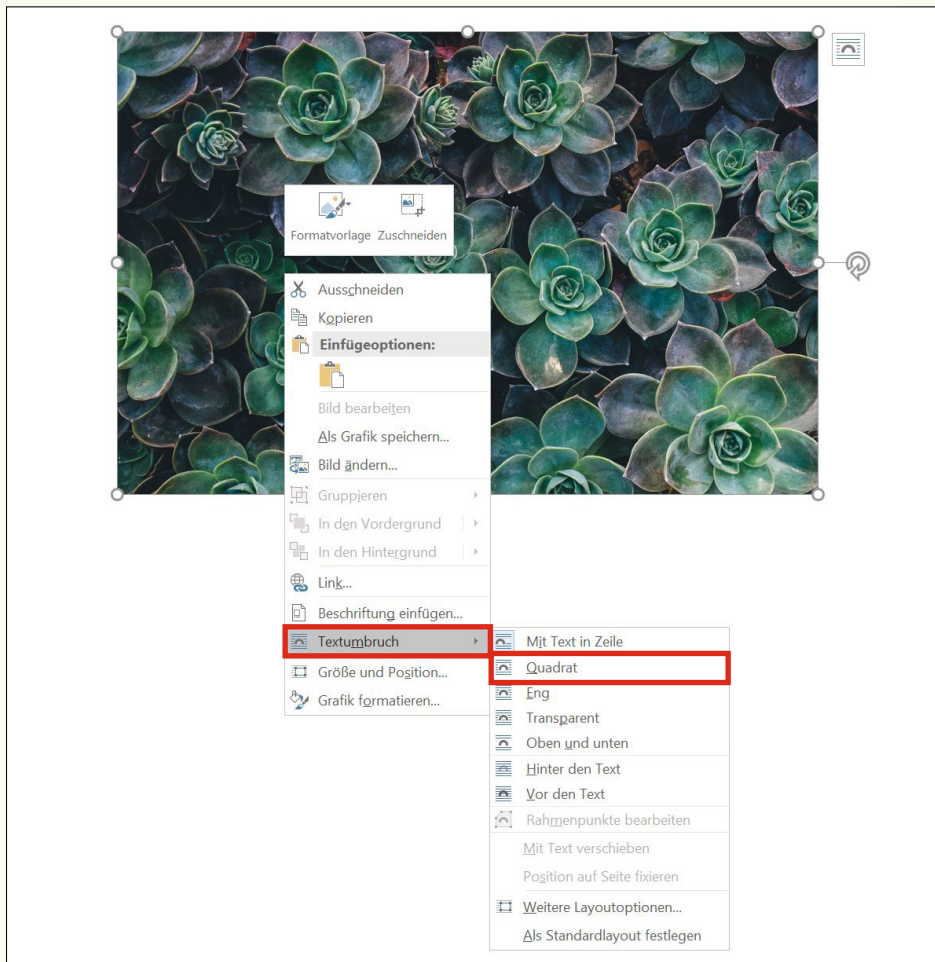 Formatvorlage Zuschneiden
Ausschneiden
Kopieren
Einfügeoptionen:
Bild bearbeiten
Als Grafik speichern...
Bild ändern...
Gruppieren
In den Vordergrund
In den Hintergrund
Link...
Beschriftung einfügen...
Textumbruch
Größe und Position...
Grafik formatieren...
Mit Text in Zeile
Quadrat
Eng
Transparent
Oben und unten
Hinter den Text
Vor den Text
Rahmenpunkte bearbeiten
Mit Text verschieben
Position auf Seite fixieren
Weitere Layoutoptionen...
Als Standardlayout festlegen